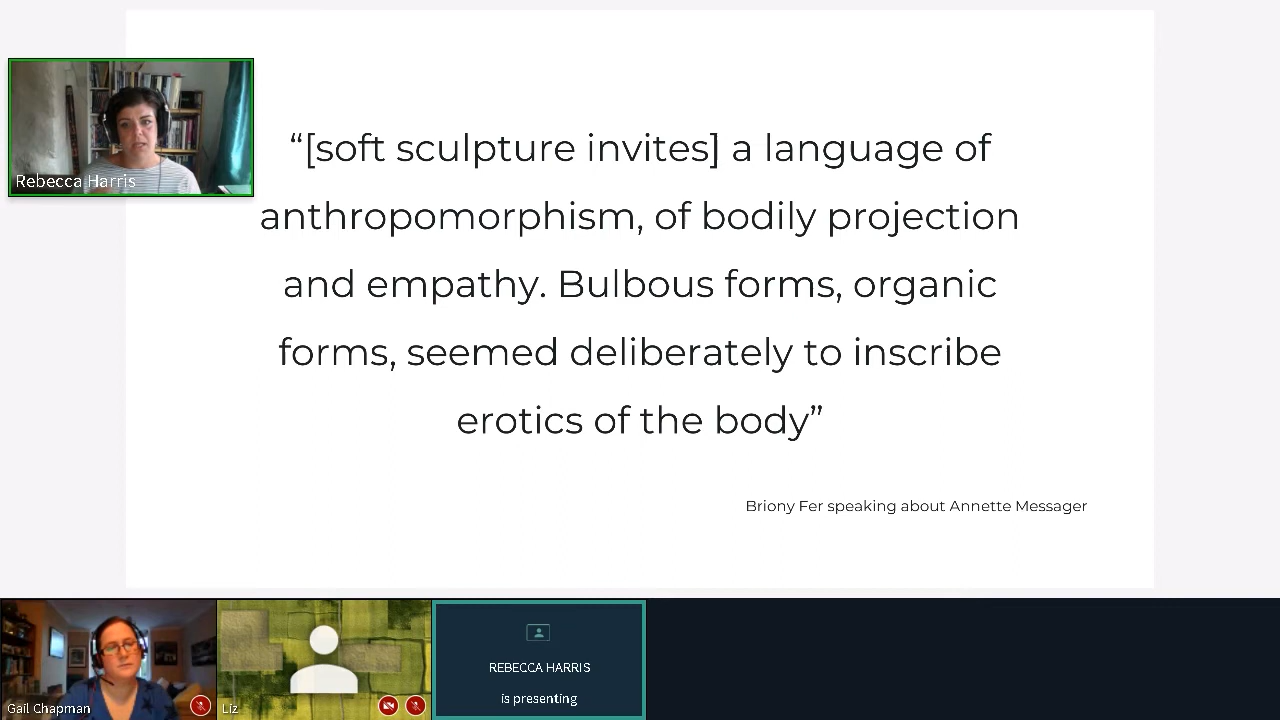 Rebecca Harris
“[soft sculpture invites] a language of
anthropomorphism, of bodily projection
and empathy. Bulbous forms, organic
forms, seemed deliberately to inscribe
erotics of the body”
Briony Fer speaking about Annette Messager
Gail Chapman
Liz
REBECCA HARRIS
is presenting